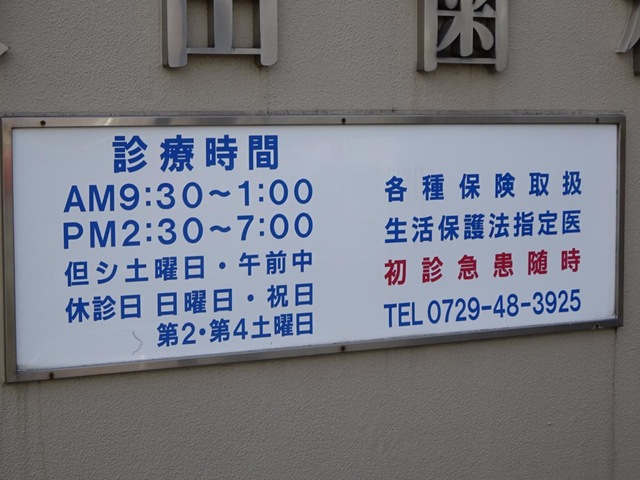 診療時間
AM9:30～1:00
PM2:30～7:00
但シ土曜日・午前中
休診日 日曜日・祝日
第2・第4土曜日
各種保険取扱
生活保護法指定医
初診急患随時
TEL 0729-48-3925